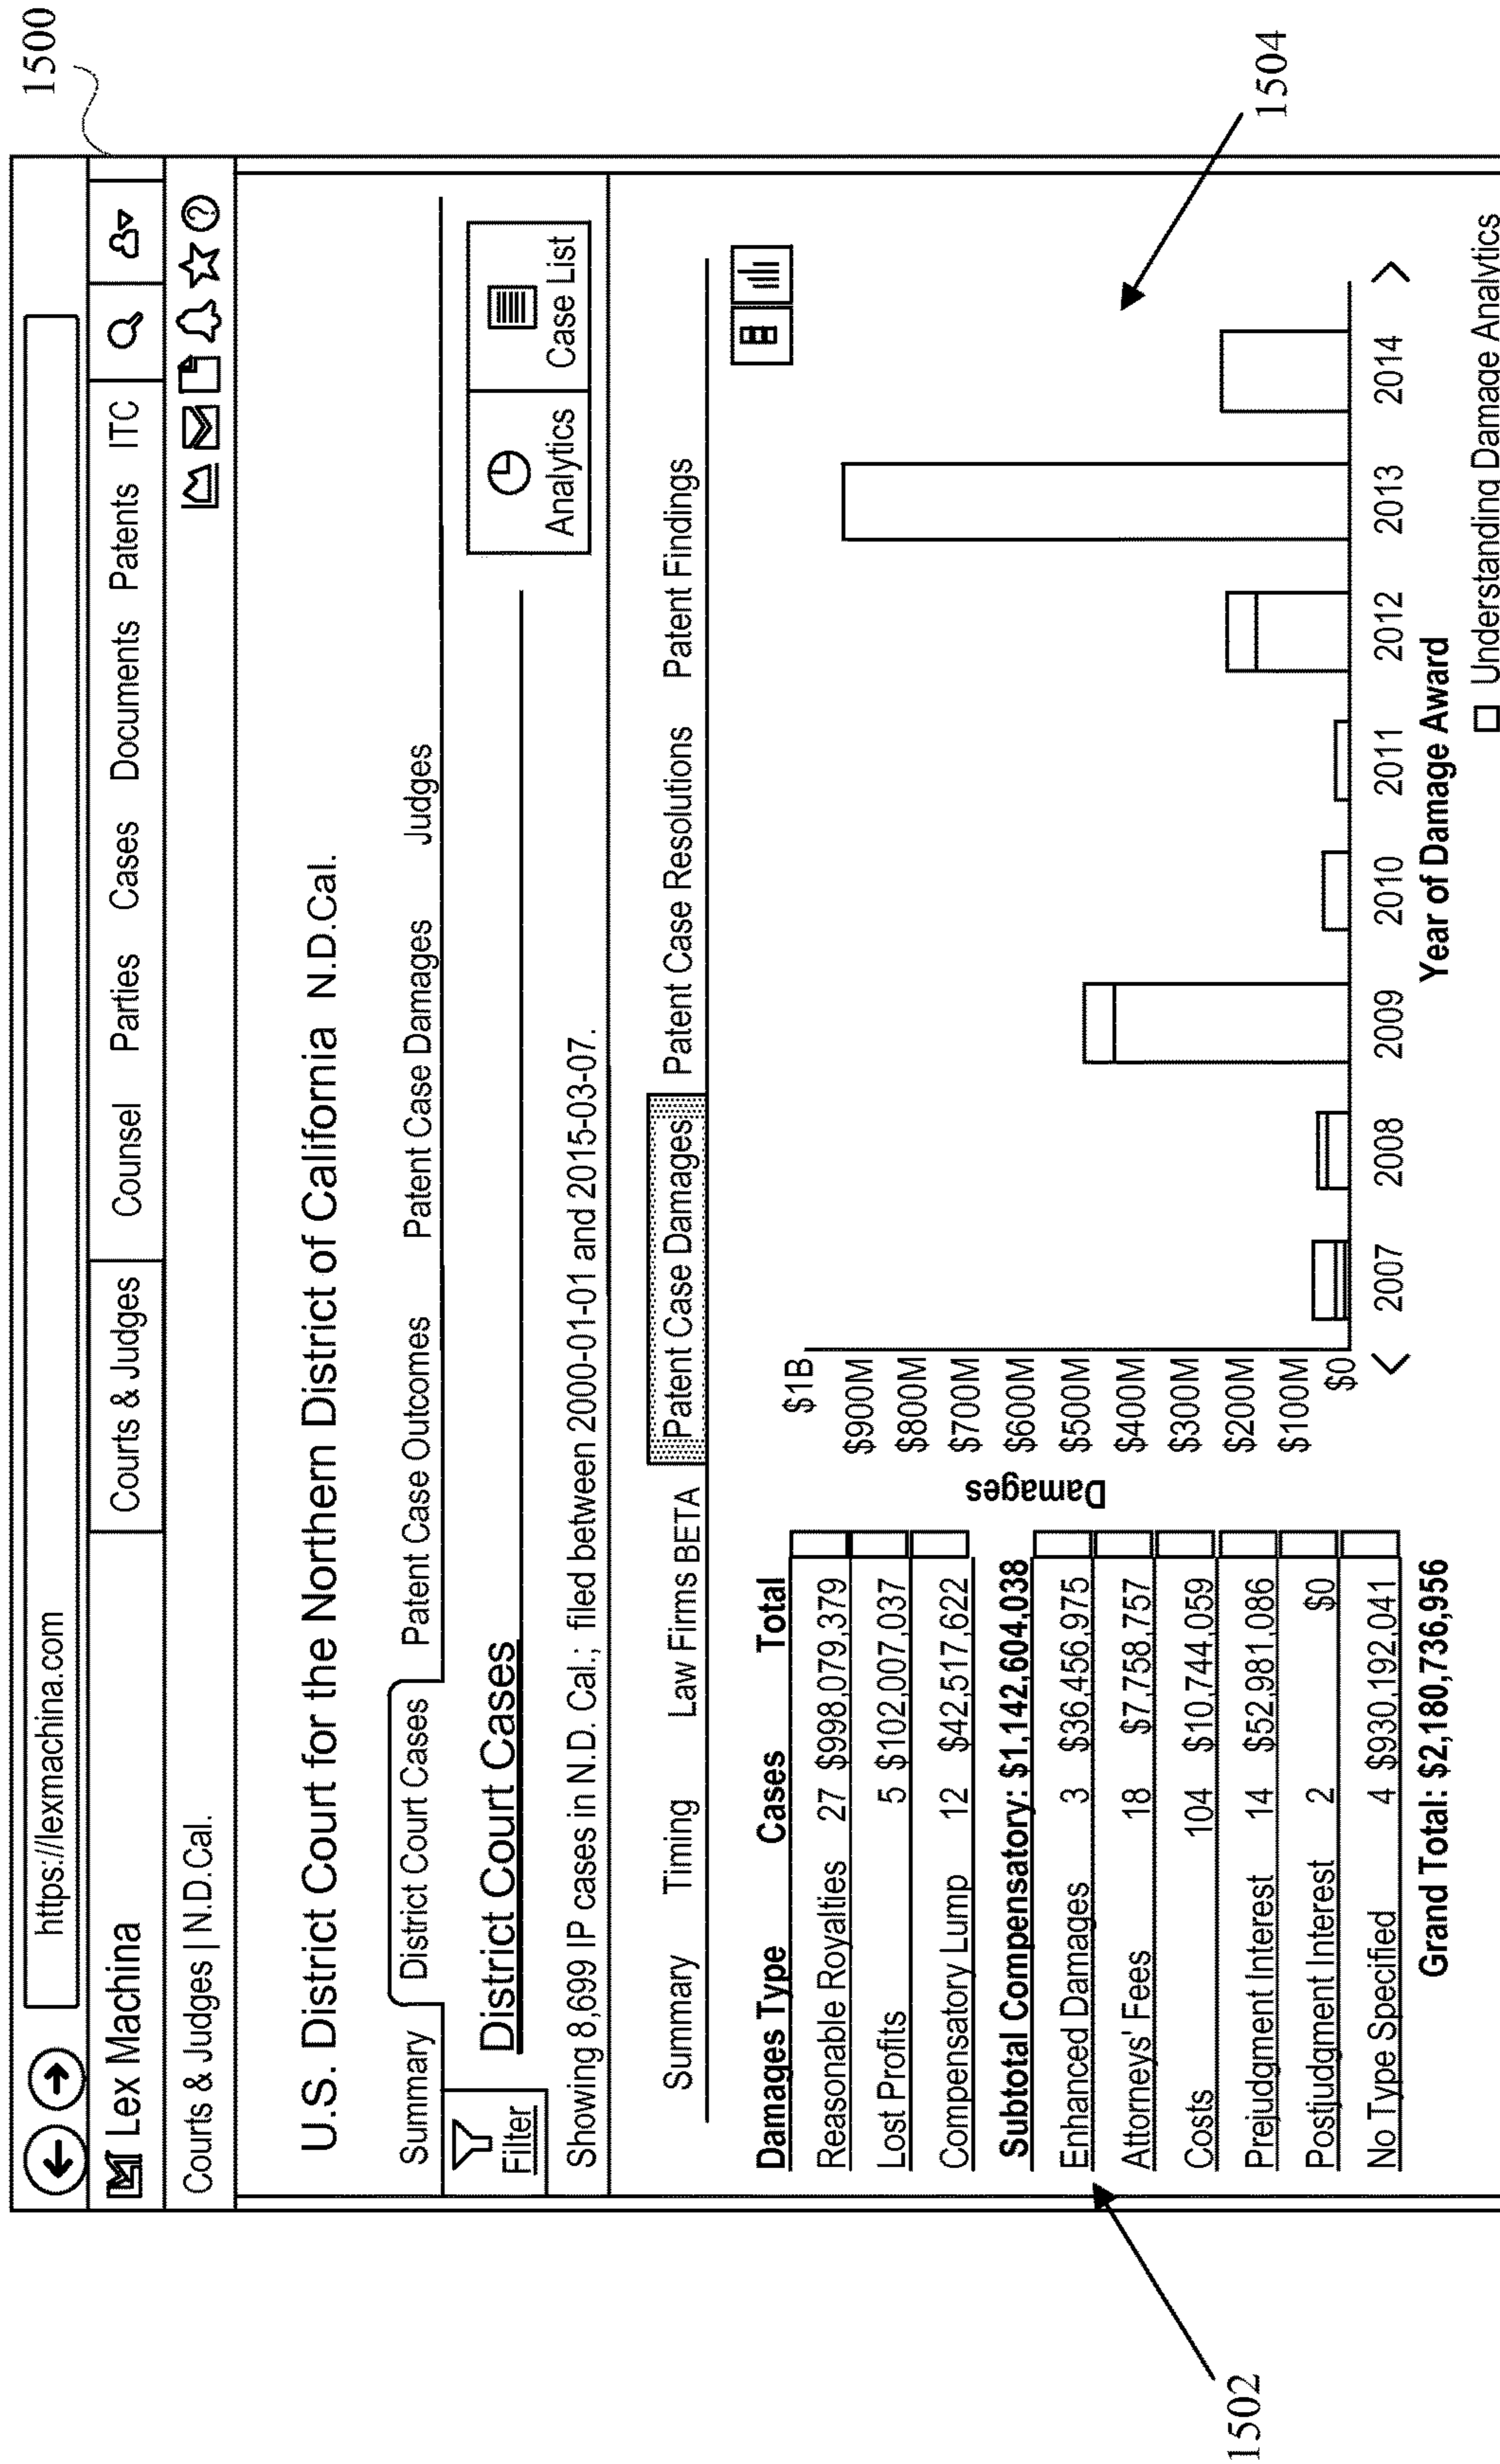 1500
https://lexmachina.com
Lex Machina Courts & Judges Counsel Parties Cases Documents Patents ITC
Courts & Judges | N.D.Cal.
U.S. District Court for the Northern District of California N.D.Cal.
Summary District Court Cases Patent Case Outcomes Patent Case Damages Judges
Filter
District Court Cases
Analytics Case List
Showing 8,699 IP cases in N.D. Cal.; filed between 2000-01-01 and 2015-03-07.
Summary Timing Law Firms BETA Patent Case Damages Patent Case Resolutions Patent Findings
1502
Damages Type Cases Total
Reasonable Royalties 27 $998,079,379
Lost Profits 5 $102,007,037
Compensatory Lump 12 $42,517,622
Subtotal Compensatory: $1,142,604,038
Enhanced Damages 3 $36,456,975
Attorneys' Fees 18 $7,758,757
Costs 104 $10,744,059
Prejudgment Interest 14 $52,981,086
Postjudgment Interest 2 $0
No Type Specified 4 $930,192,041
Grand Total: $2,180,736,956
Damages
$1B
$900M
$800M
$700M
$600M
$500M
$400M
$300M
$200M
$100M
$0
< 2007 2008 2009 2010 2011 2012 2013 2014 >
Year of Damage Award
Understanding Damage Analytics
1504